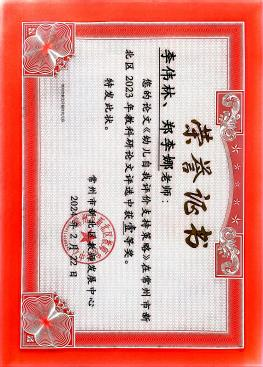 荣誉证书
李伟林、郑李娜老师：
您的论文《幼儿自我评价支持策略》在常州市新
北区2023年教科研论文评选中获壹等奖。
特发此状。
常州市新北区教师发展中心
2024年2月22日